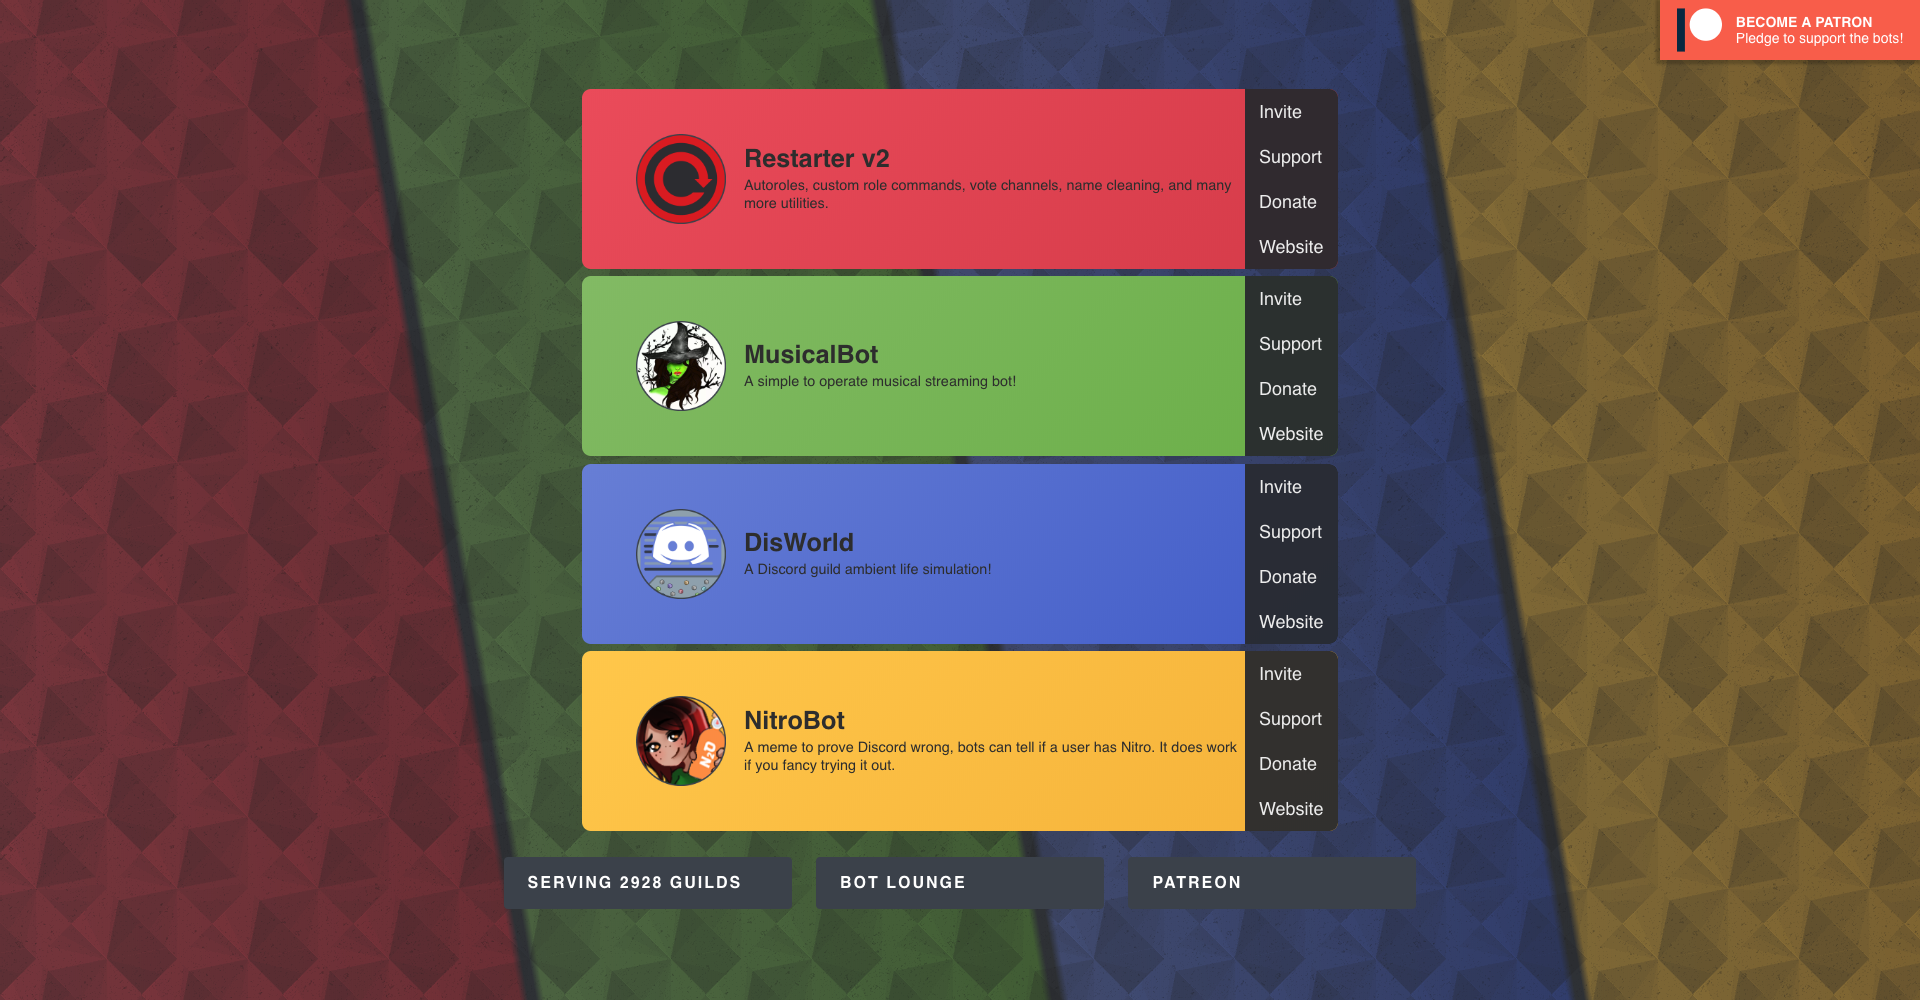 BECOME A PATRON
Pledge to support the bots!
Restarter v2
Autoroles, custom role commands, vote channels, name cleaning, and many
more utilities.
Invite
Support
Donate
Website
MusicalBot
A simple to operate musical streaming bot!
Invite
Support
Donate
Website
DisWorld
A Discord guild ambient life simulation!
Invite
Support
Donate
Website
N2D
NitroBot
A meme to prove Discord wrong, bots can tell if a user has Nitro. It does work
if you fancy trying it out.
Invite
Support
Donate
Website
SERVING 2928 GUILDS
BOT LOUNGE
PATREON